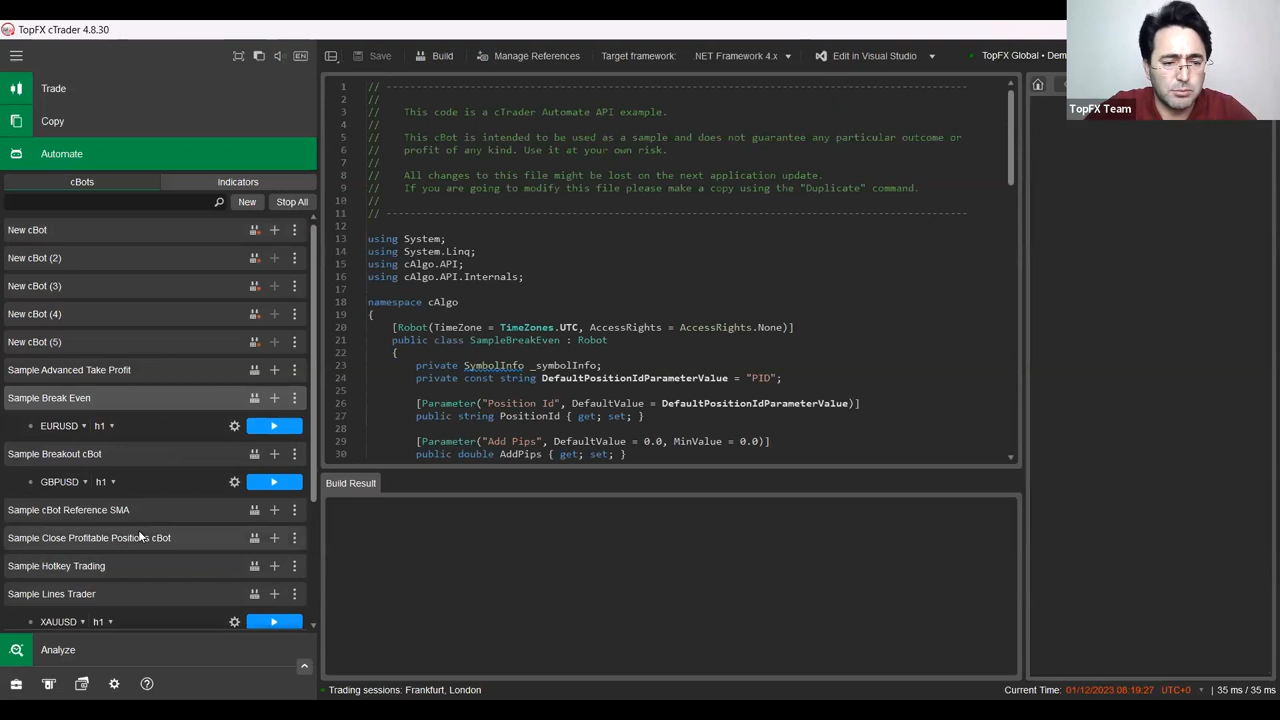 TopFX cTrader 4.8.30
EN
Save
Build
Manage References
Target framework:
NET Framework 4.x
Edit in Visual Studio
TopFX Global • Dem
TopFX Team
Trade
Copy
Automate
cBots
Indicators
New
Stop All
New cBot
New cBot (2)
New cBot (3)
New cBot (4)
New cBot (5)
Sample Advanced Take Profit
Sample Break Even
EURUSD
h1
Sample Breakout cBot
GBPUSD
h1
Sample cBot Reference SMA
Sample Close Profitable Positions cBot
Sample Hotkey Trading
Sample Lines Trader
XAUUSD
h1
Analyze
1 // -------------------------------------------------------------------------------------------------
2 //
3 // This code is a cTrader Automate API example.
4 //
5 // This cBot is intended to be used as a sample and does not guarantee any particular outcome or
6 // profit of any kind. Use it at your own risk.
7 //
8 // All changes to this file might be lost on the next application update.
9 // If you are going to modify this file please make a copy using the "Duplicate" command.
10 //
11 // -------------------------------------------------------------------------------------------------
12
13 using System;
14 using System.Linq;
15 using cAlgo.API;
16 using cAlgo.API.Internals;
17
18 namespace cAlgo
19 {
20 [Robot(TimeZone = TimeZones.UTC, AccessRights = AccessRights.None)]
21 public class SampleBreakEven : Robot
22 {
23 private SymbolInfo _symbolInfo;
24 private const string DefaultPositionIdParameterValue = "PID";
25
26 [Parameter("Position Id", DefaultValue = DefaultPositionIdParameterValue)]
27 public string PositionId { get; set; }
28
29 [Parameter("Add Pips", DefaultValue = 0.0, MinValue = 0.0)]
30 public double AddPips { get; set; }
Build Result
Trading sessions: Frankfurt, London
Current Time: 01/12/2023 08:19:27 UTC+0
35 ms / 35 ms